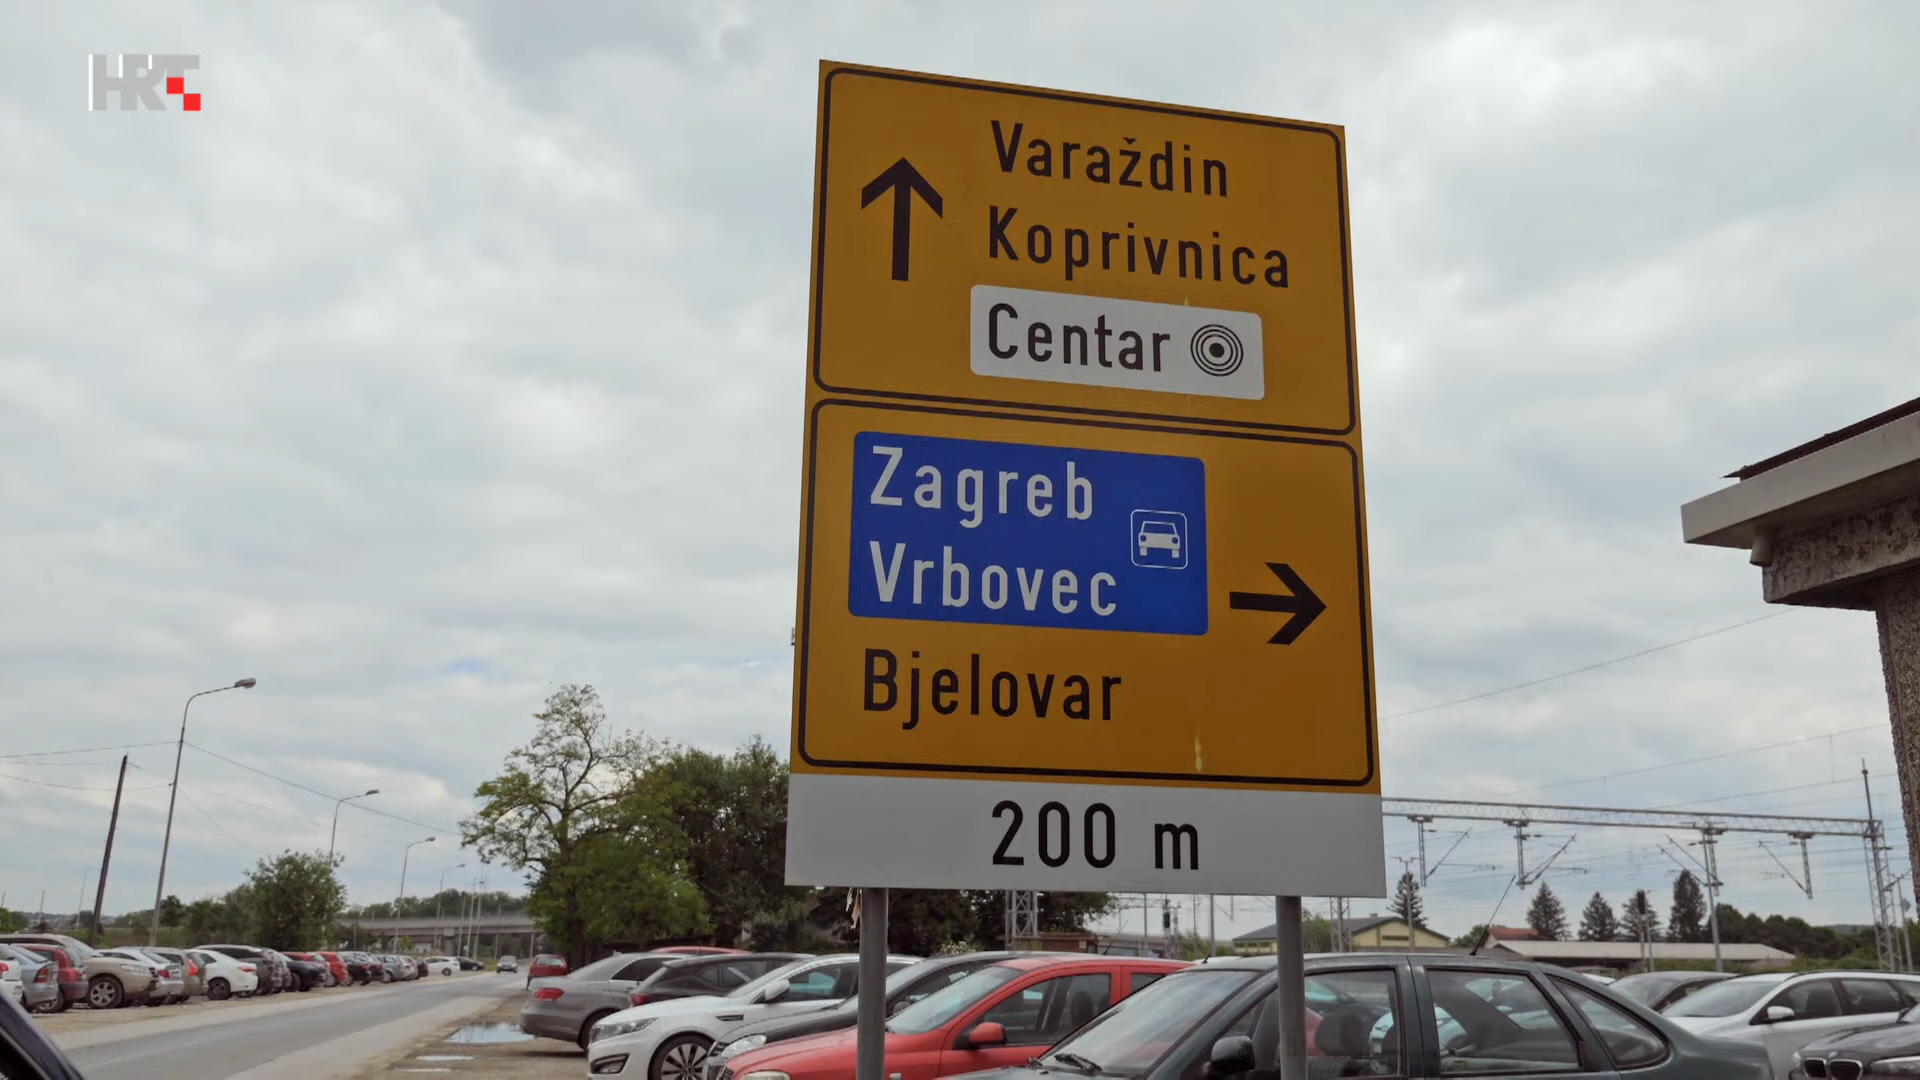 HRT
Varaždin
Koprivnica
Centar
Zagreb
Vrbovec
Bjelovar
200 m